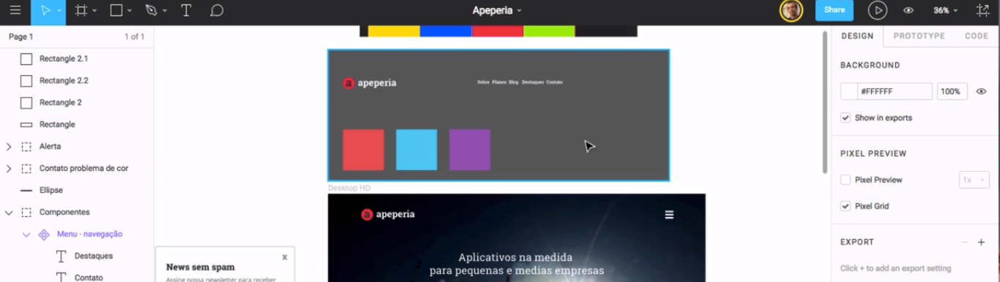 Apeperia
Share
36%
Page 1
1 of 1
Rectangle 2.1
Rectangle 2.2
Rectangle 2
Rectangle
Alerta
Contato problema de cor
Ellipse
Componentes
Menu - navegação
Destaques
Contato
a apeperia
Sobre Planos Blog Destaques Contato
Desktop HD
a apeperia
Aplicativos na medida
para pequenas e medias empresas
News sem spam
x
Assine nossa newsletter para receber
DESIGN
PROTOTYPE
CODE
BACKGROUND
#FFFFFF
100%
Show in exports
PIXEL PREVIEW
Pixel Preview
1x
Pixel Grid
EXPORT
Click + to add an export setting